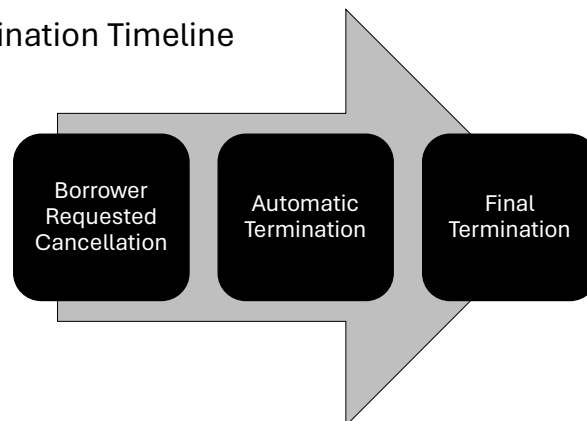 ination Timeline
Borrower
Requested
Cancellation
Automatic
Termination
Final
Termination